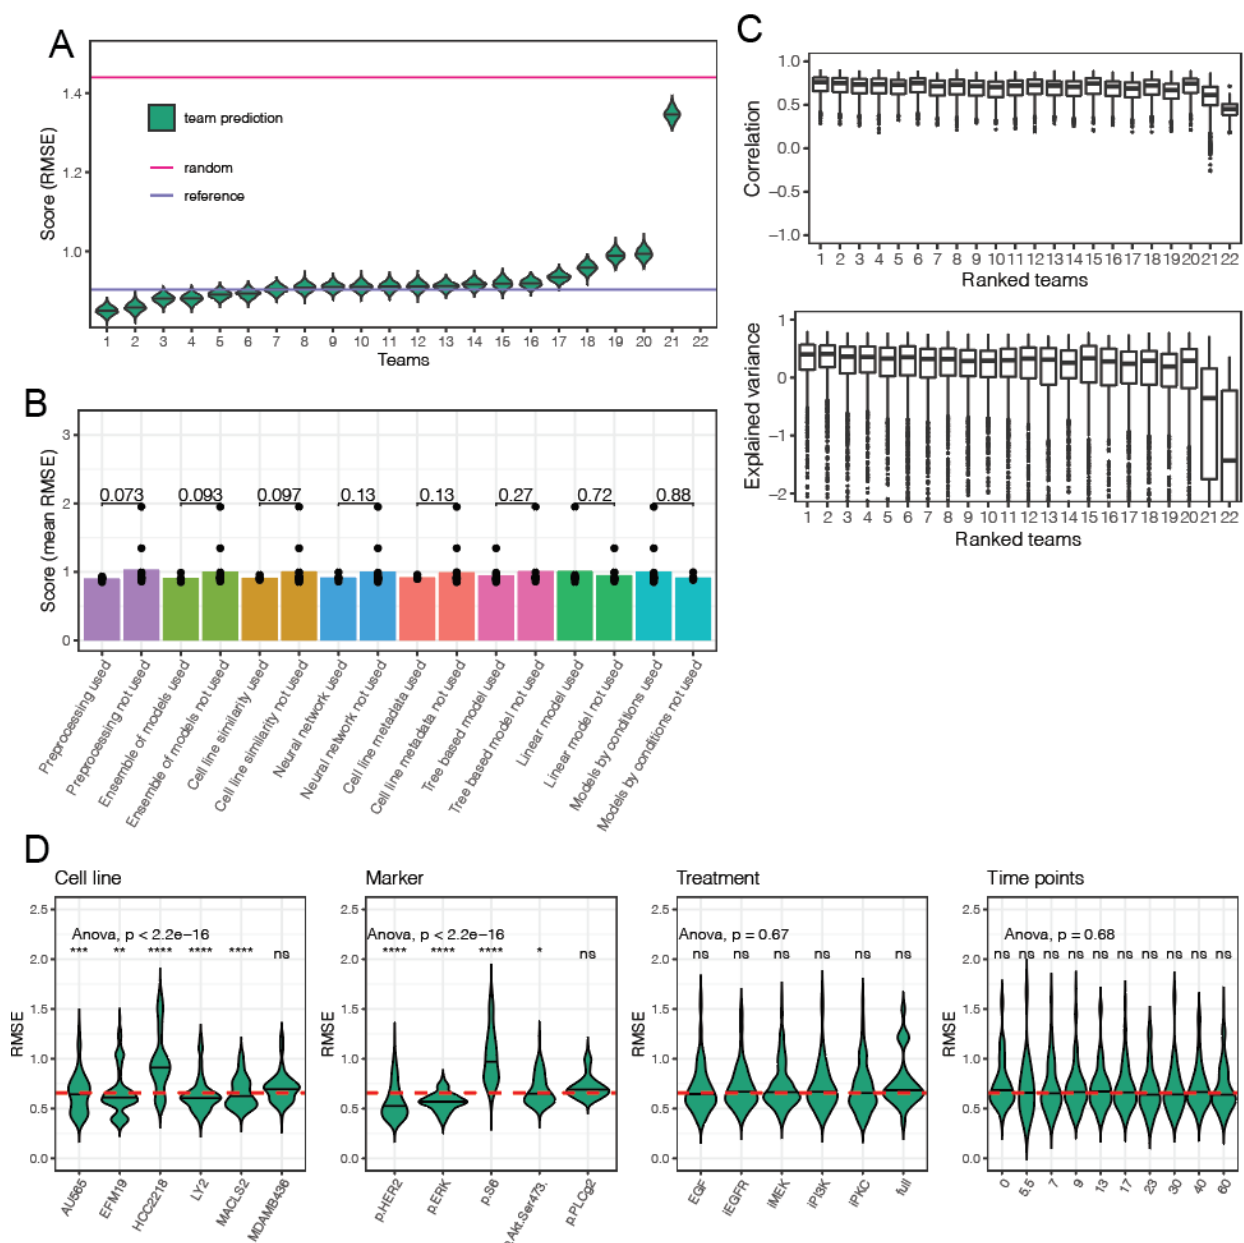 A
Score (RMSE)
1.4
1.2
1.0
team prediction
random
reference
1 2 3 4 5 6 7 8 9 10 11 12 13 14 15 16 17 18 19 20 21 22
Teams
C
Correlation
1.0
0.5
0.0
−0.5
−1.0
1 2 3 4 5 6 7 8 9 10 11 12 13 14 15 16 17 18 19 20 21 22
Ranked teams
Explained variance
1
0
−1
−2
1 2 3 4 5 6 7 8 9 10 11 12 13 14 15 16 17 18 19 20 21 22
Ranked teams
B
Score (mean RMSE)
3
2
1
0
0.073 0.093 0.097 0.13 0.13 0.27 0.72 0.88
Preprocessing used
Preprocessing not used
Ensemble of models used
Ensemble of models not used
Cell line similarity used
Cell line similarity not used
Neural network used
Neural network not used
Cell line metadata used
Cell line metadata not used
Tree based model used
Tree based model not used
Linear model used
Linear model not used
Models by conditions used
Models by conditions not used
D
Cell line
RMSE
2.5
2.0
1.5
1.0
0.5
0.0
Anova, p < 2.2e−16
*** ** **** **** **** ns
AU565
EFM19
HCC2218
LY2
MACLS2
MDAMB436
Marker
RMSE
2.5
2.0
1.5
1.0
0.5
0.0
Anova, p < 2.2e−16
**** **** **** * ns
p.HER2
p.ERK
p.S6
.Akt.Ser473.
p.PLCg2
Treatment
RMSE
2.5
2.0
1.5
1.0
0.5
0.0
Anova, p = 0.67
ns ns ns ns ns ns
EGF
iEGFR
iMEK
iPI3K
iPKC
full
Time points
RMSE
2.5
2.0
1.5
1.0
0.5
0.0
Anova, p = 0.68
ns ns ns ns ns ns ns ns ns ns
0
5.5
7
9
13
17
23
30
40
60